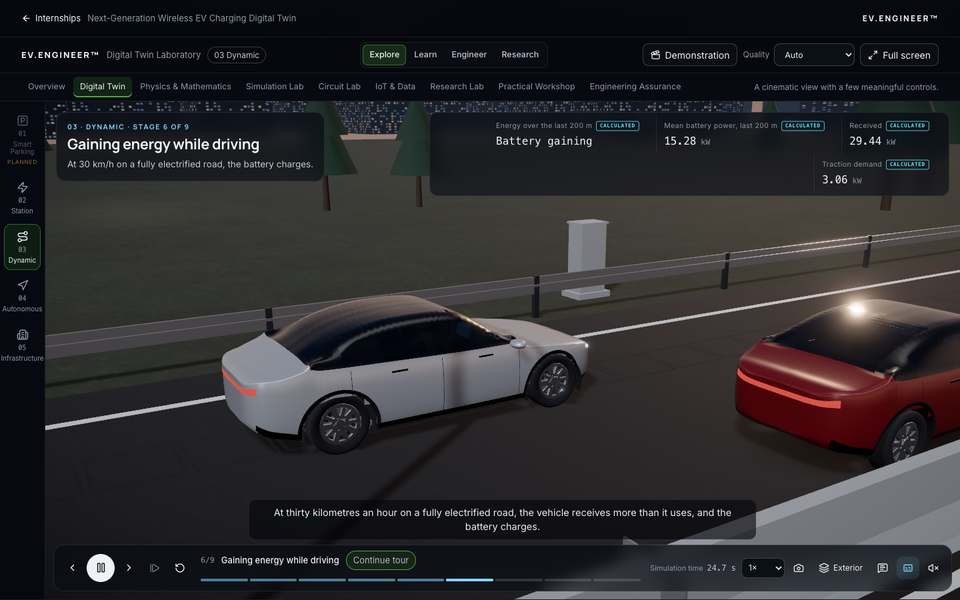 Internships Next-Generation Wireless EV Charging Digital Twin EV.ENGINEER™
EV.ENGINEER™ Digital Twin Laboratory 03 Dynamic Explore Learn Engineer Research Demonstration Quality Auto Full screen
Overview Digital Twin Physics & Mathematics Simulation Lab Circuit Lab IoT & Data Research Lab Practical Workshop Engineering Assurance A cinematic view with a few meaningful controls.
01
Smart
Parking
PLANNED
02
Station
03
Dynamic
04
Autonomous
05
Infrastructure
03 · DYNAMIC · STAGE 6 OF 9
Gaining energy while driving
At 30 km/h on a fully electrified road, the battery charges.
Energy over the last 200 m CALCULATED
Battery gaining
Mean battery power, last 200 m CALCULATED
15.28 kW
Received CALCULATED
29.44 kW
Traction demand CALCULATED
3.06 kW
At thirty kilometres an hour on a fully electrified road, the vehicle receives more than it uses, and the
battery charges.
6/9 Gaining energy while driving Continue tour
Simulation time 24.7 s 1× Exterior